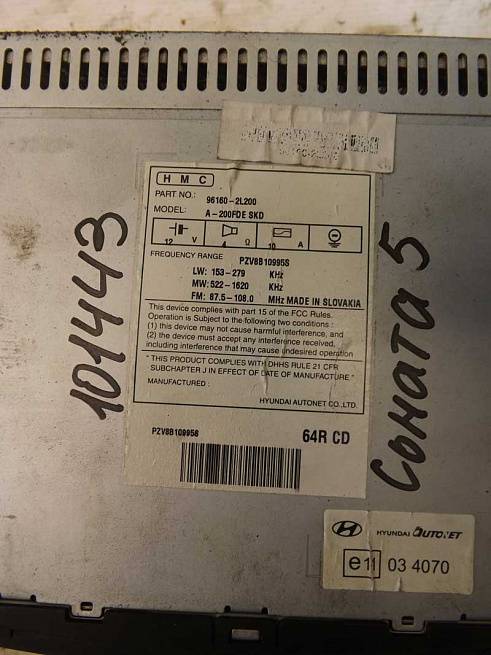 HMC
PART NO.: 96160-2L200
MODEL: A-200FDE SKD
12 V 4 Ω 10 A
FREQUENCY RANGE PZV8B10995S
LW: 153-279 KHz
MW: 522-1620 KHz
FM: 87.5-108.0 MHz MADE IN SLOVAKIA
This device complies with part 15 of the FCC Rules.
Operation is Subject to the following two conditions :
(1) this device may not cause harmful interference, and
(2) the device must accept any interference received,
including interference that may cause undesired operation
" THIS PRODUCT COMPLIES WITH DHHS RULE 21 CFR
SUBCHAPTER J IN EFFECT OF DATE OF MANUFACTURE "
MANUFACTURED :
HYUNDAI AUTONET CO.,LTD.
PZV8B10995S
64R CD
101443
Соната 5
HYUNDAI AUTONET
e11 03 4070